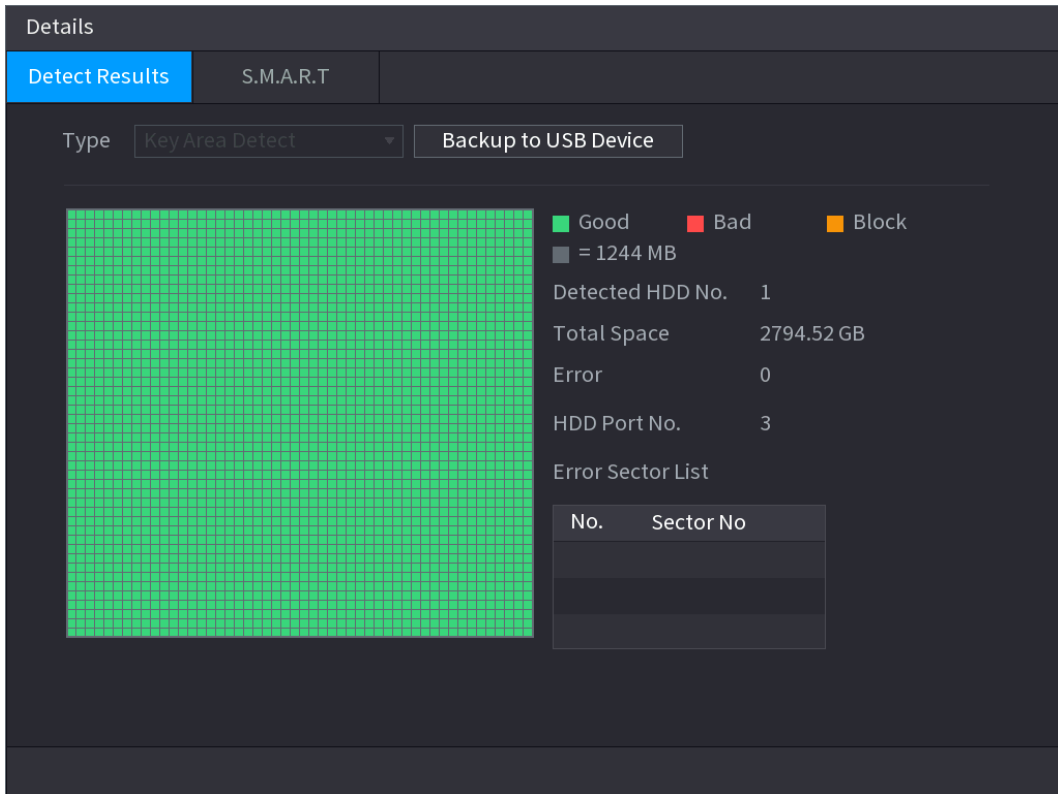 Details
Detect Results S.M.A.R.T
Type Key Area Detect Backup to USB Device
Good Bad Block
= 1244 MB
Detected HDD No. 1
Total Space 2794.52 GB
Error 0
HDD Port No. 3
Error Sector List
No. Sector No